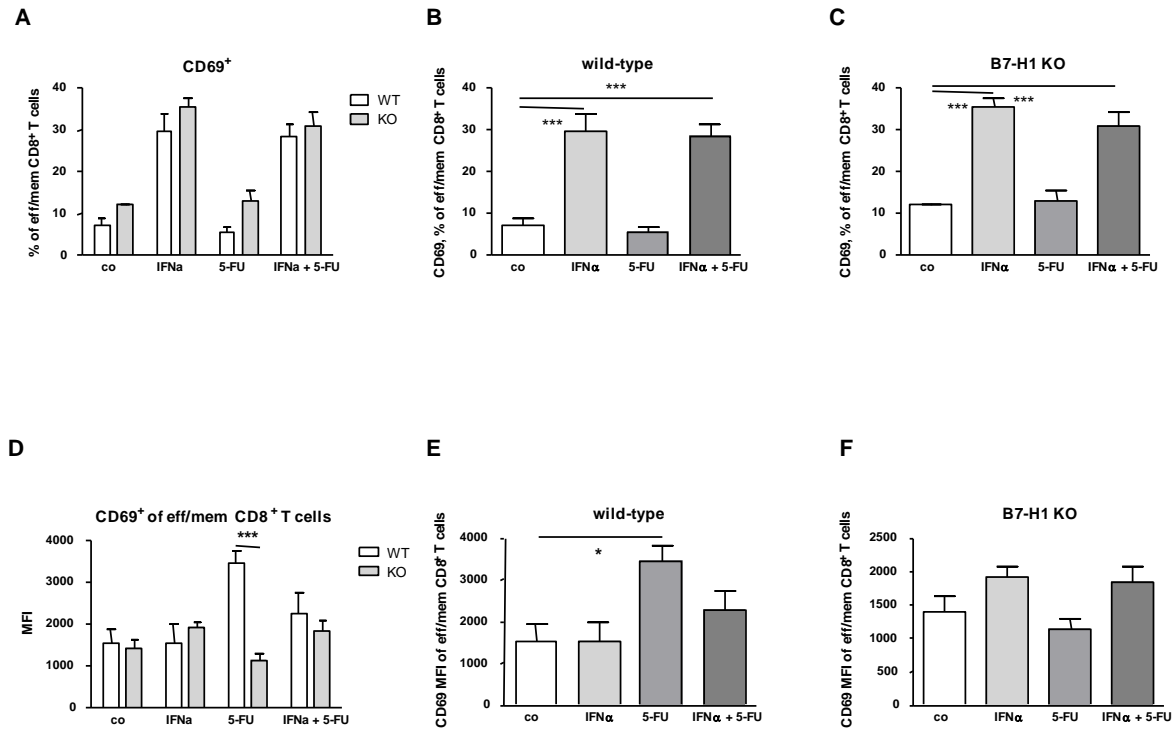 A
CD69+
% of eff/mem CD8+ T cells
40
30
20
10
0
co IFNa 5-FU IFNa + 5-FU
WT
KO
B
wild-type
CD69, % of eff/mem CD8+ T cells
40
30
20
10
0
***
***
co IFNα 5-FU IFNα + 5-FU
C
B7-H1 KO
CD69, % of eff/mem CD8+ T cells
40
30
20
10
0
*** ***
co IFNα 5-FU IFNα + 5-FU
D
CD69+ of eff/mem CD8 + T cells
MFI
4000
3000
2000
1000
0
***
co IFNa 5-FU IFNa + 5-FU
WT
KO
E
wild-type
CD69 MFI of eff/mem CD8+ T cells
4000
3000
2000
1000
0
*
co IFNα 5-FU IFNα + 5-FU
F
B7-H1 KO
CD69 MFI of eff/mem CD8+ T cells
2500
2000
1500
1000
500
0
co IFNα 5-FU IFNα + 5-FU